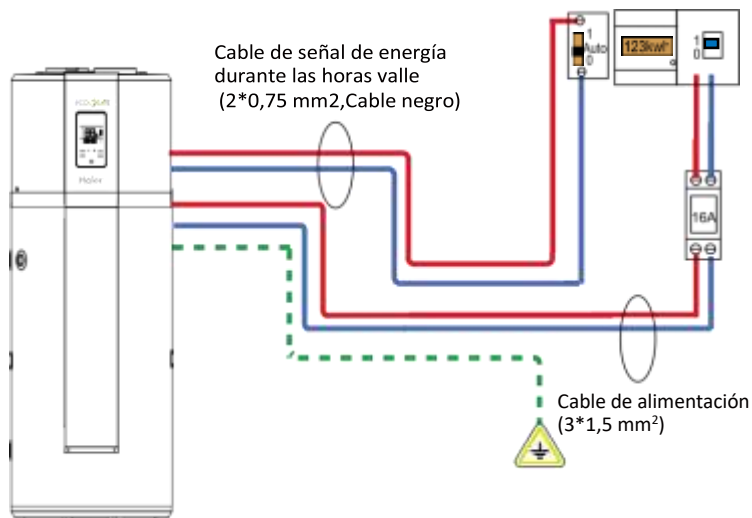 Cable de señal de energía
durante las horas valle
(2*0,75 mm2,Cable negro)
1
Auto
0
123kwh
1
0
16A
Haier
Cable de alimentación
(3*1,5 mm²)